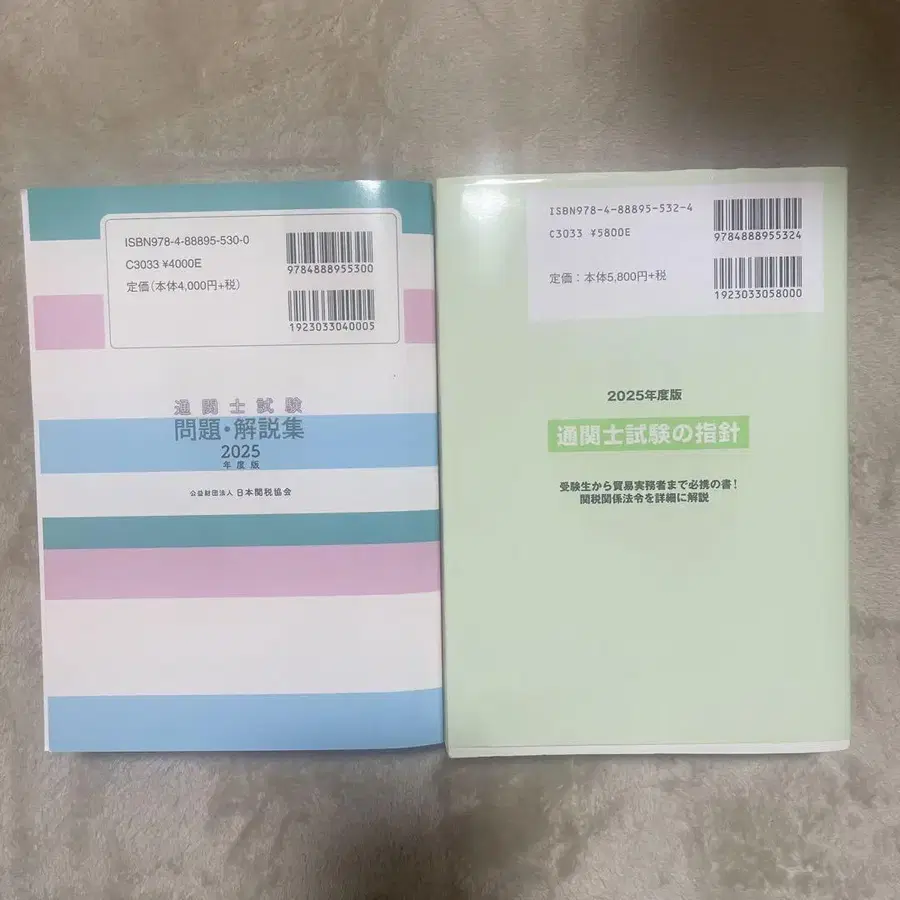 ISBN978-4-88895-530-0
C3033 ¥4000E
定価(本体4,000円+税)
9784888955300
1923033040005
通関士試験
問題・解説集
2025
年度版
公益財団法人 日本関税協会
ISBN978-4-88895-532-4
C3033 ¥5800E
定価：本体5,800円+税
9784888955324
1923033058000
2025年度版
通関士試験の指針
受験生から貿易実務者まで必携の書！
関税関係法令を詳細に解説